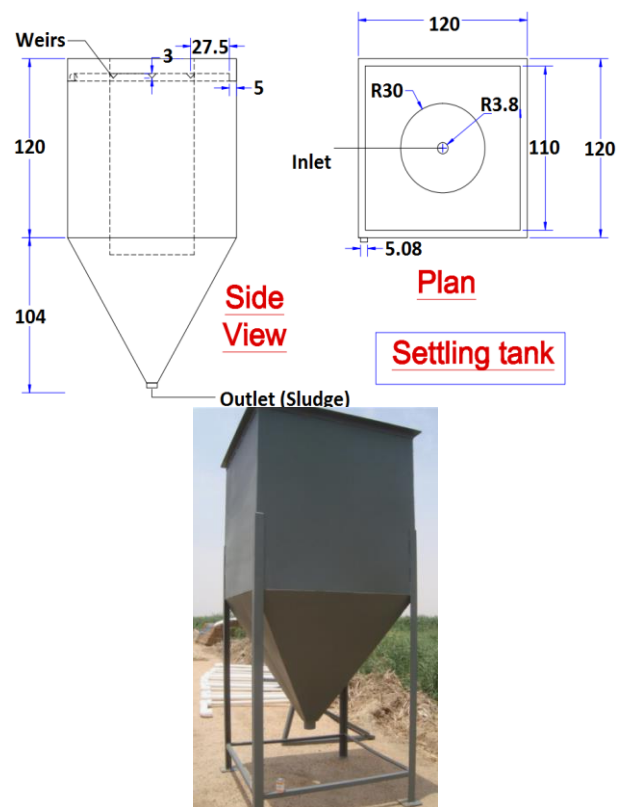 Weirs
27.5
3
5
120
104
Side
View
Outlet (Sludge)
120
R30
R3.8
Inlet
110
120
5.08
Plan
Settling tank